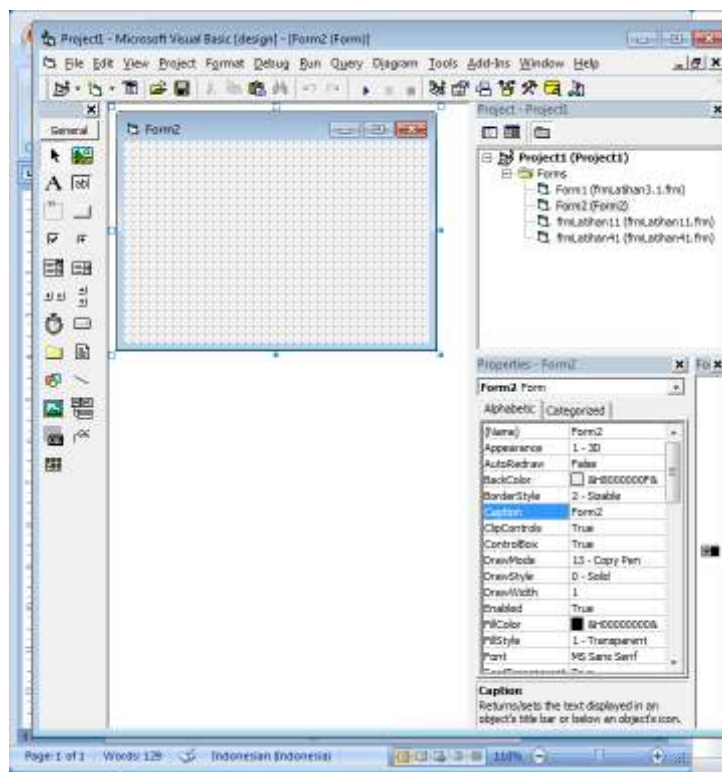 Project1 - Microsoft Visual Basic [design] - [Form2 (Form)]
File Edit View Project Format Debug Run Query Diagram Tools Add-Ins Window Help
General
Form2
Project - Project1
Project1 (Project1)
Forms
Form1 (frmLatihan3.1.frm)
Form2 (Form2)
frmLatihan11 (frmLatihan11.frm)
frmLatihan41 (frmLatihan41.frm)
Properties - Form2
Form2 Form
Alphabetic Categorized
(Name) Form2
Appearance 1 - 3D
AutoRedraw False
BackColor &H8000000F&
BorderStyle 2 - Sizable
Caption Form2
ClipControls True
ControlBox True
DrawMode 13 - Copy Pen
DrawStyle 0 - Solid
DrawWidth 1
Enabled True
FillColor &H00000000&
FillStyle 1 - Transparent
Font MS Sans Serif
Caption
Returns/sets the text displayed in an
object's title bar or below an object's icon.
Page: 1 of 1 Words: 129 Indonesian (Indonesia) 110%